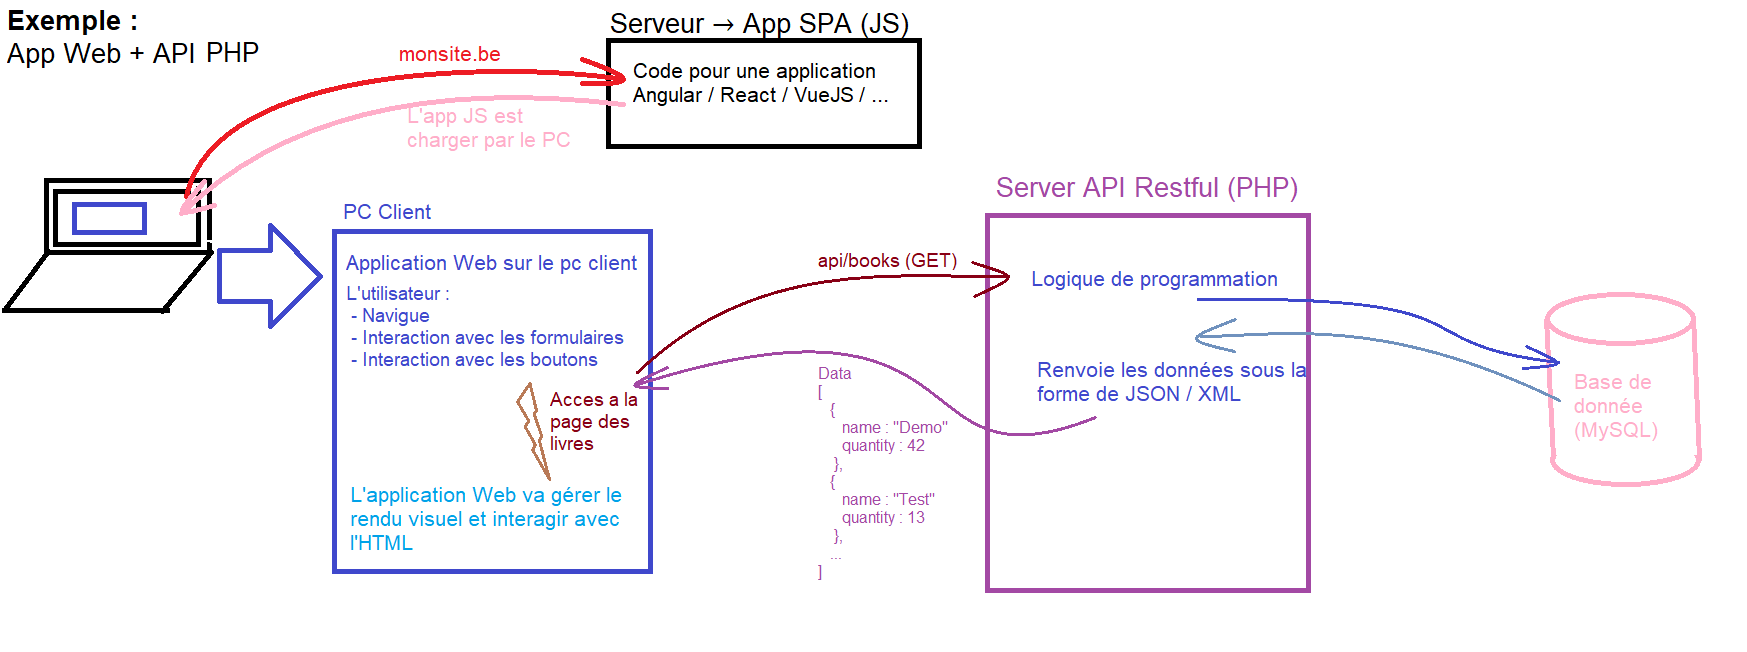 Exemple :
App Web + API PHP
Serveur → App SPA (JS)
monsite.be
Code pour une application
Angular / React / VueJS / ...
L'app JS est
charger par le PC
PC Client
Application Web sur le pc client
L'utilisateur :
- Navigue
- Interaction avec les formulaires
- Interaction avec les boutons
Acces a la
page des
livres
L'application Web va gérer le
rendu visuel et interagir avec
l'HTML
api/books (GET)
Data
[
{
name : "Demo"
quantity : 42
},
{
name : "Test"
quantity : 13
},
...
]
Server API Restful (PHP)
Logique de programmation
Renvoie les données sous la
forme de JSON / XML
Base de
donnée
(MySQL)